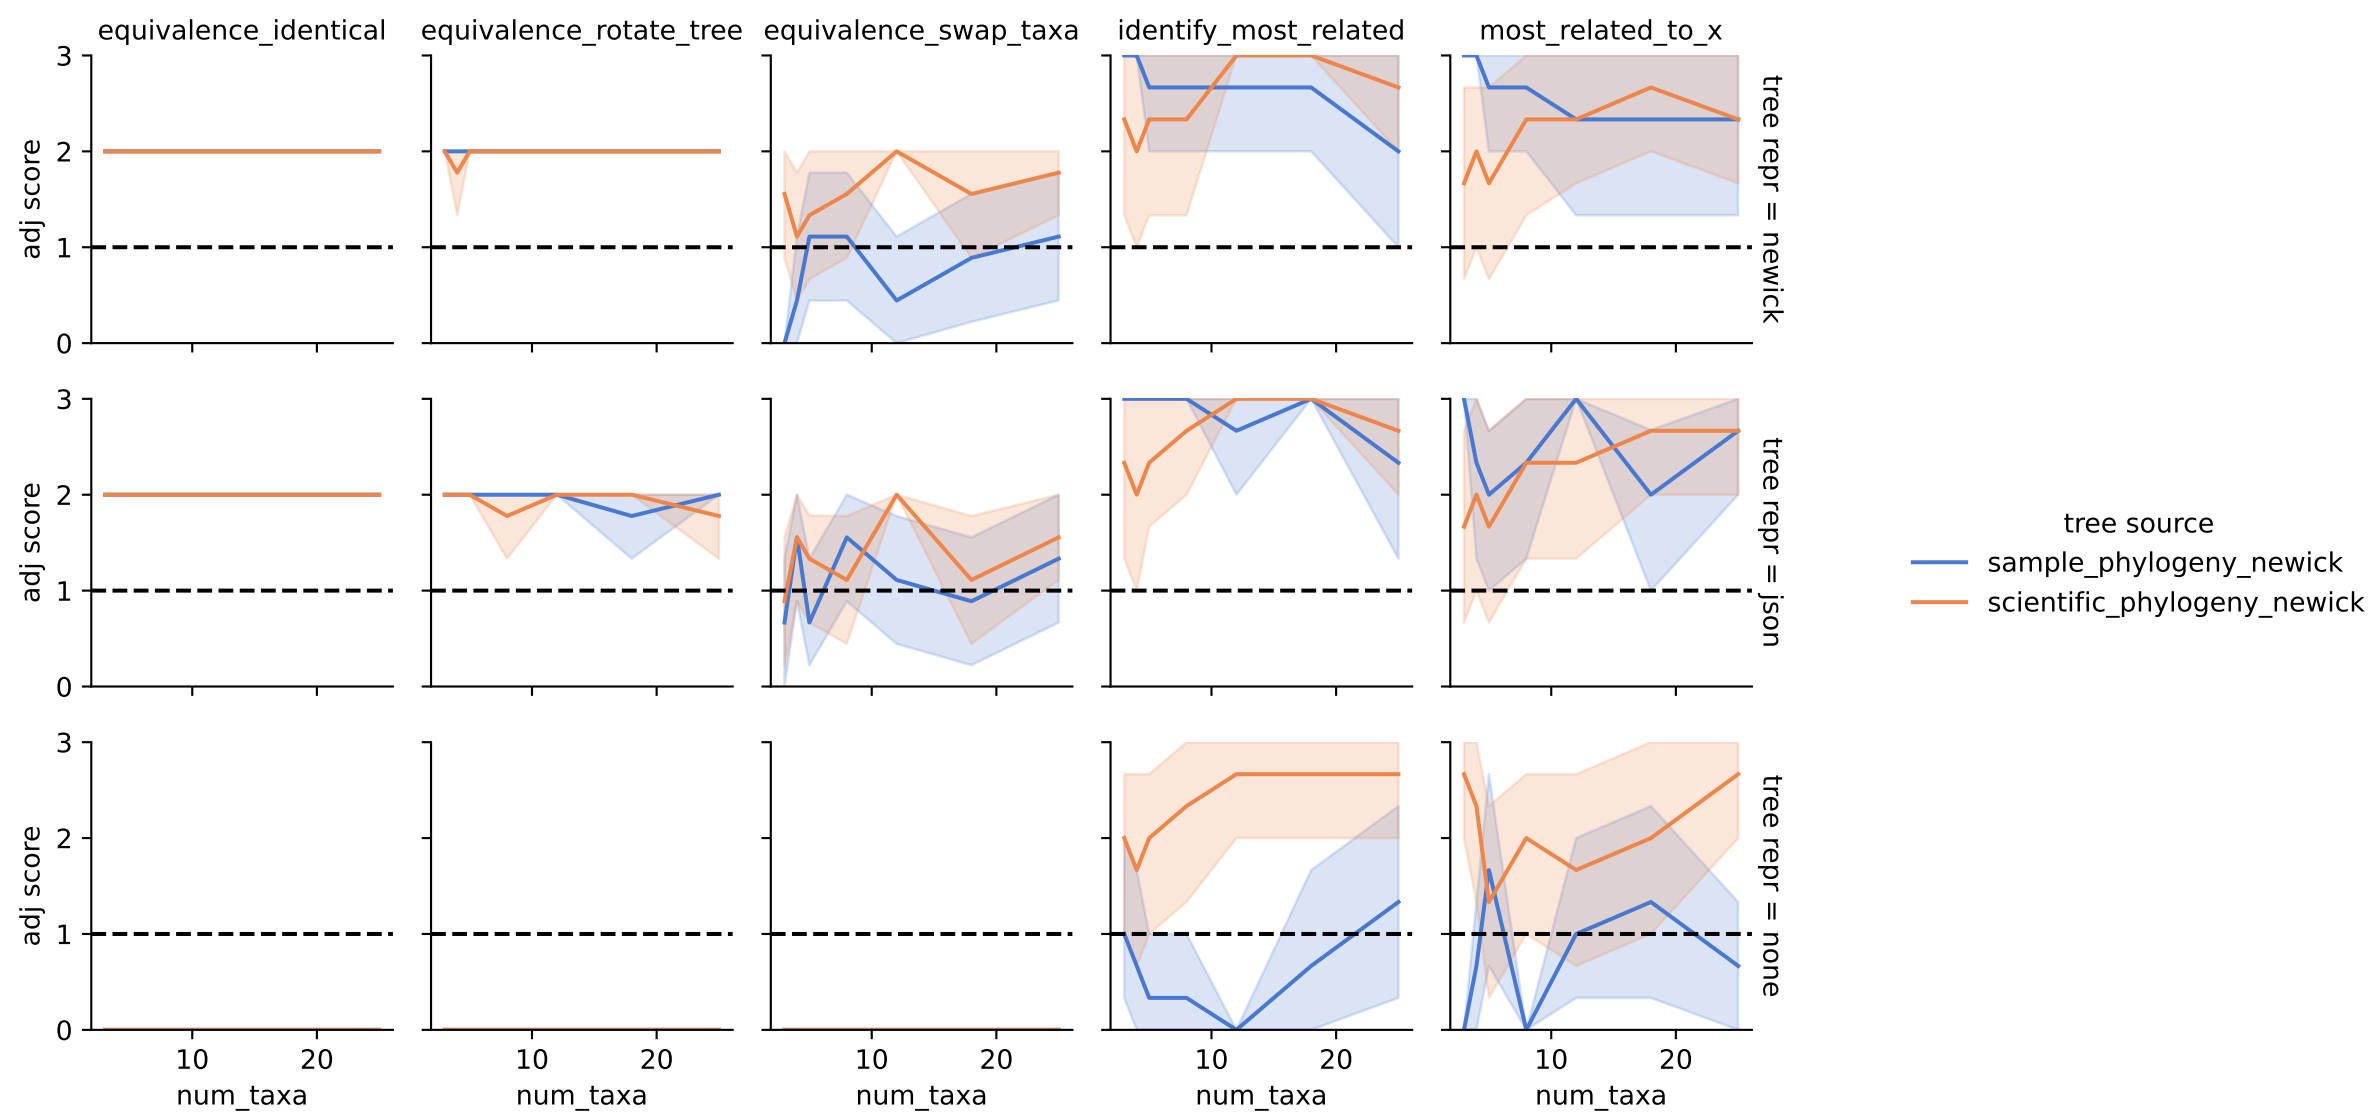 equivalence_identical
equivalence_rotate_tree
equivalence_swap_taxa
identify_most_related
most_related_to_x
3
2
1
0
adj score
tree repr = newick
3
2
1
0
adj score
tree repr = json
tree source
sample_phylogeny_newick
scientific_phylogeny_newick
3
2
1
0
adj score
tree repr = none
10 20
num_taxa
10 20
num_taxa
10 20
num_taxa
10 20
num_taxa
10 20
num_taxa